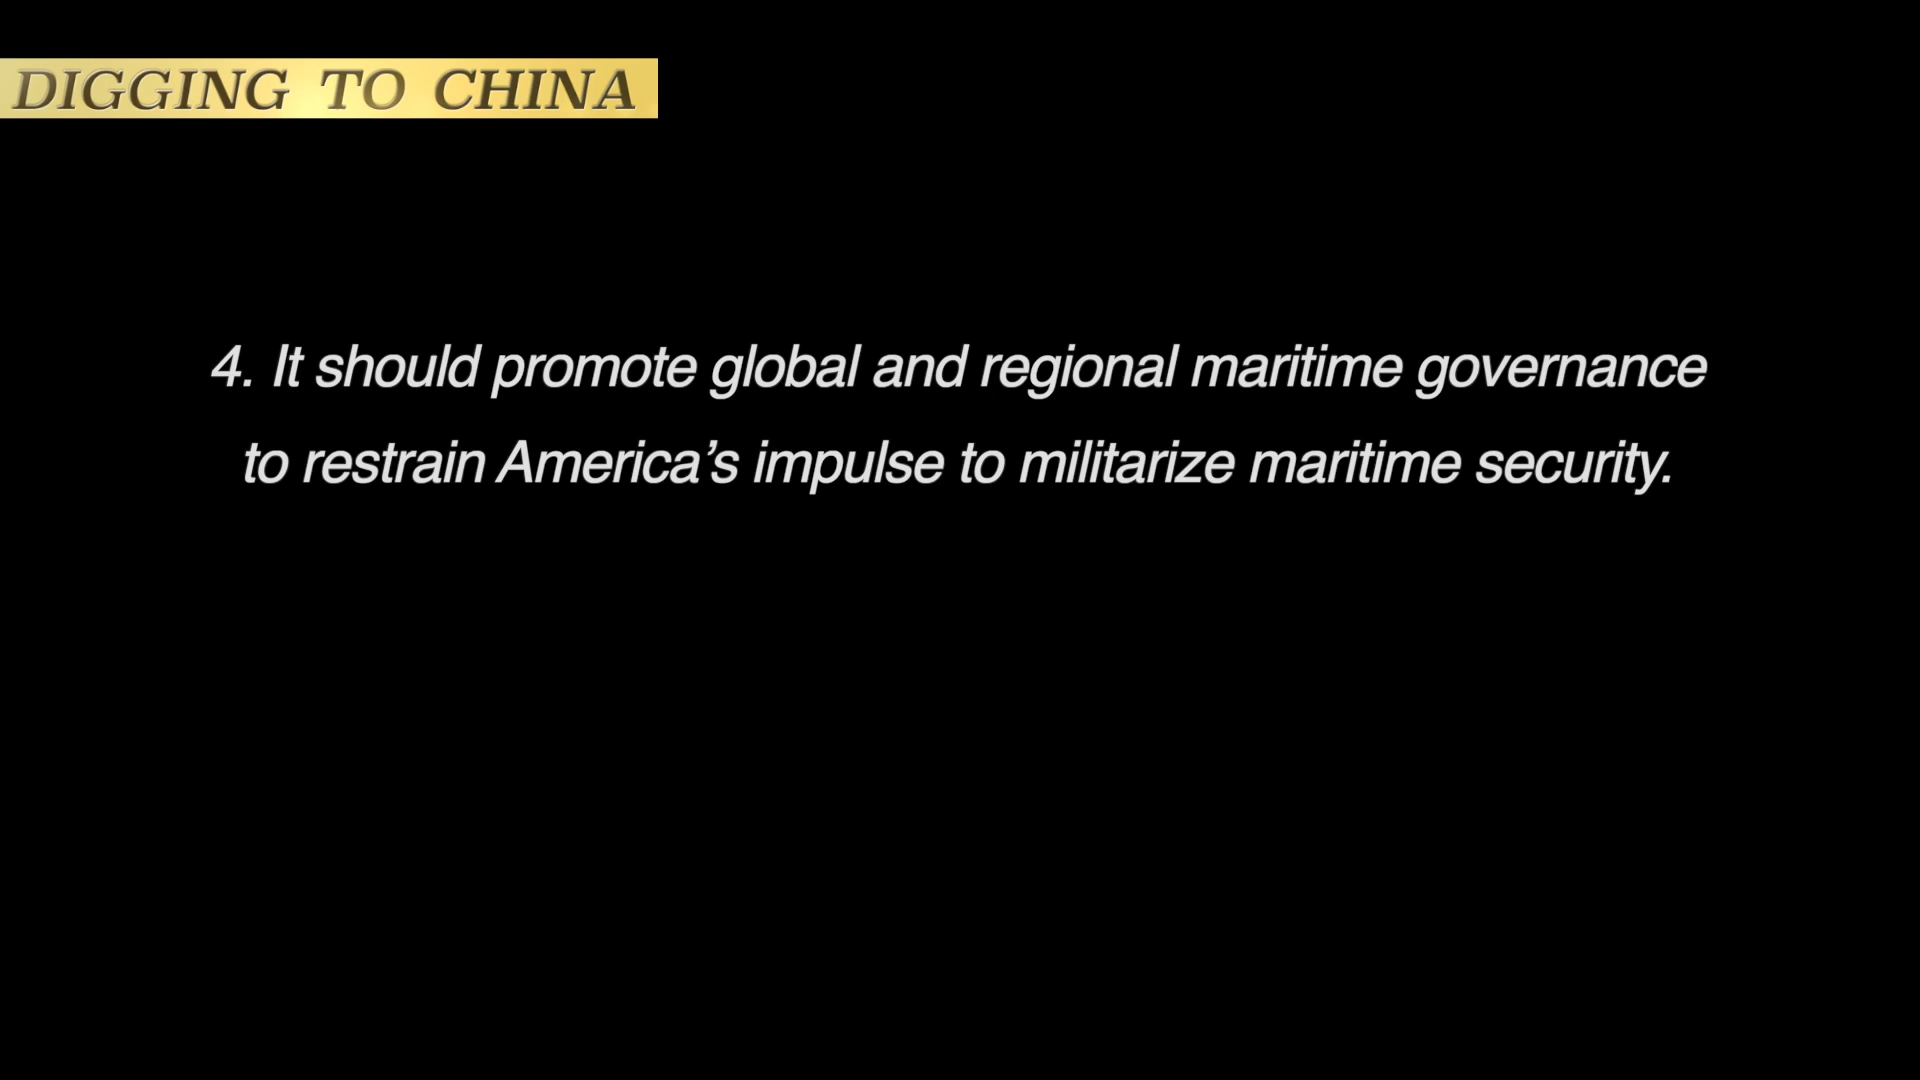 DIGGING TO CHINA
4. It should promote global and regional maritime governance
to restrain America’s impulse to militarize maritime security.